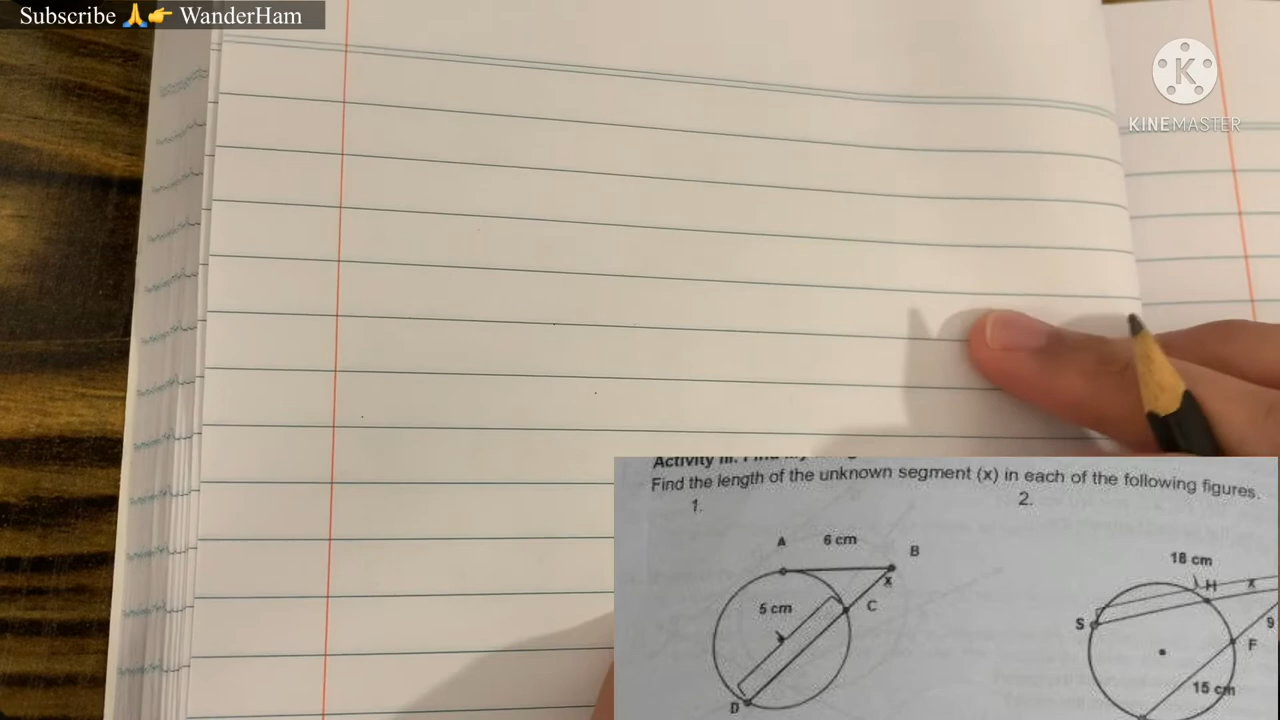 Subscribe 🙏👉 WanderHam
K
KINEMASTER
Activity III.
Find the length of the unknown segment (x) in each of the following figures.
1.
2.
A 6 cm B
x
5 cm C
D
18 cm
H x
S 9
F
15 cm